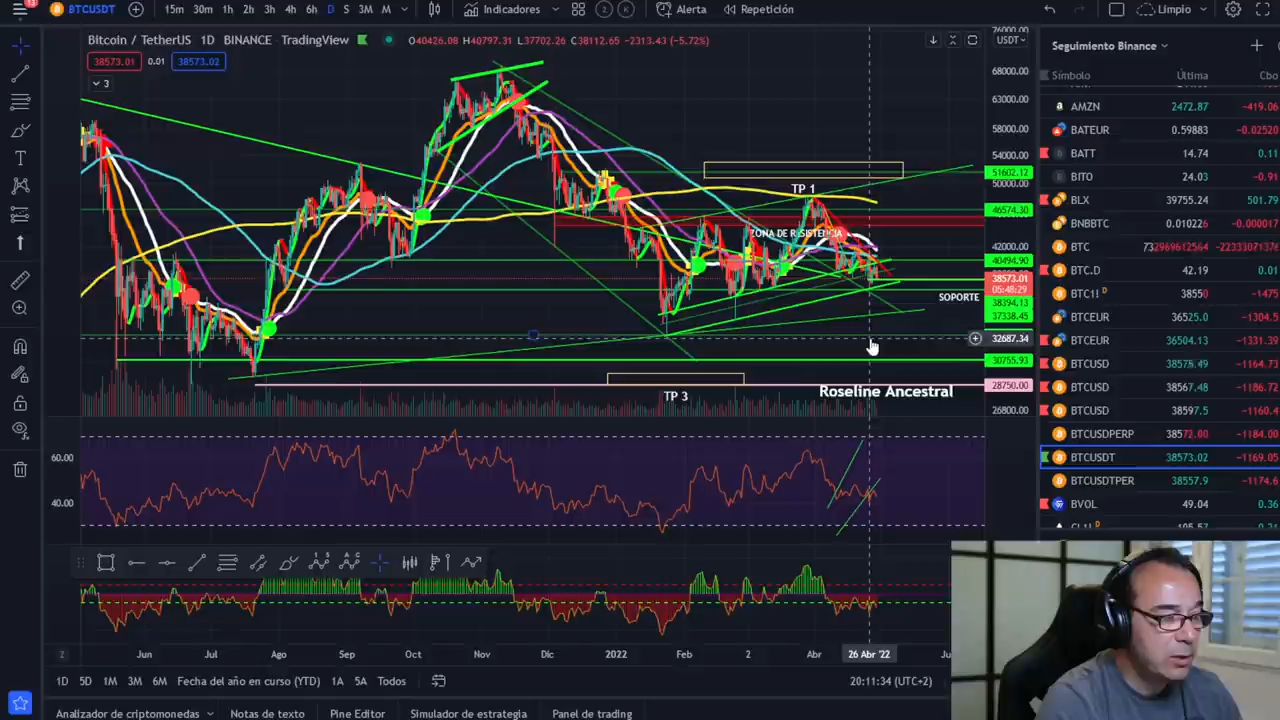 13
BTCUSDT
15m 30m 1h 2h 3h 4h 6h D S 3M M
Indicadores
2
K
Alerta
Repetición
Limpio
Bitcoin / TetherUS 1D BINANCE TradingView
O40426.08 H40797.31 L37702.26 C38112.65 −2313.43 (−5.72%)
USDT
38573.01 0.01 38573.02
3
68000.00
63000.00
58000.00
54000.00
51602.12
50000.00
46574.30
42000.00
40494.90
38573.01
05:48:29
38394.13
37338.45
32687.34
30755.93
28750.00
26800.00
TP 1
ZONA DE RESISTENCIA
SOPORTE
Roseline Ancestral
TP 3
60.00
40.00
Jun Jul Ago Sep Oct Nov Dic 2022 Feb 2 Abr 26 Abr '22
1D 5D 1M 3M 6M Fecha del año en curso (YTD) 1A 5A Todos
20:11:34 (UTC+2)
Analizador de criptomonedas Notas de texto Pine Editor Simulador de estrategia Panel de trading
Seguimiento Binance
Símbolo Última Cbo
AMZN 2472.87 −419.06
BATEUR 0.59883 −0.02520
BATT 14.74 0.11
BITO 24.03 −0.91
BLX 39755.24 501.79
BNBBTC 0.010226 −0.000017
BTC
BTC.D 42.19 0.01
BTC1! D 38550 −1475
BTCEUR 36525.0 −1304.5
BTCEUR 36504.13 −1331.39
BTCUSD 38575.49 −1164.73
BTCUSD 38567.48 −1186.72
BTCUSD 38597.5 −1160.4
BTCUSDPERP 38572.00 −1184.00
BTCUSDT 38573.02 −1169.05
BTCUSDTPER 38557.9 −1174.6
BVOL 49.04 0.36